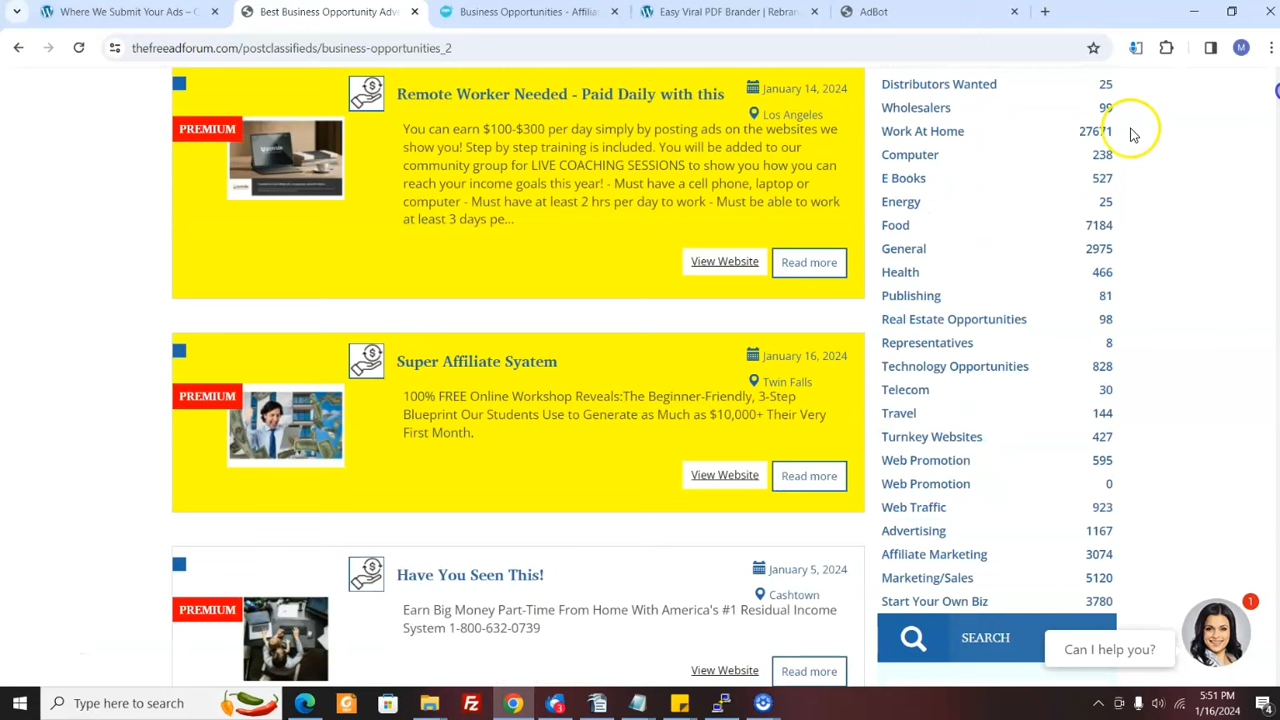 Where We Submit Your Ads – C
Best Business Opportunity Adve
Business Opportunities - Affilia
Easy Viral PDF Brander | Rebran
AdBot
thefreeadforum.com/postclassifieds/business-opportunities_2
M
Remote Worker Needed - Paid Daily with this
January 14, 2024
Los Angeles
PREMIUM
You can earn $100-$300 per day simply by posting ads on the websites we
show you! Step by step training is included. You will be added to our
community group for LIVE COACHING SESSIONS to show you how you can
reach your income goals this year! - Must have a cell phone, laptop or
computer - Must have at least 2 hrs per day to work - Must be able to work
at least 3 days pe...
View Website
Read more
Super Affiliate Syatem
January 16, 2024
Twin Falls
PREMIUM
100% FREE Online Workshop Reveals:The Beginner-Friendly, 3-Step
Blueprint Our Students Use to Generate as Much as $10,000+ Their Very
First Month.
View Website
Read more
Have You Seen This!
January 5, 2024
Cashtown
PREMIUM
Earn Big Money Part-Time From Home With America's #1 Residual Income
System 1-800-632-0739
View Website
Read more
Distributors Wanted 25
Wholesalers 99
Work At Home 27671
Computer 238
E Books 527
Energy 25
Food 7184
General 2975
Health 466
Publishing 81
Real Estate Opportunities 98
Representatives 8
Technology Opportunities 828
Telecom 30
Travel 144
Turnkey Websites 427
Web Promotion 595
Web Promotion 0
Web Traffic 923
Advertising 1167
Affiliate Marketing 3074
Marketing/Sales 5120
Start Your Own Biz 3780
SEARCH
Can I help you?
1
Type here to search
5:51 PM
1/16/2024
4